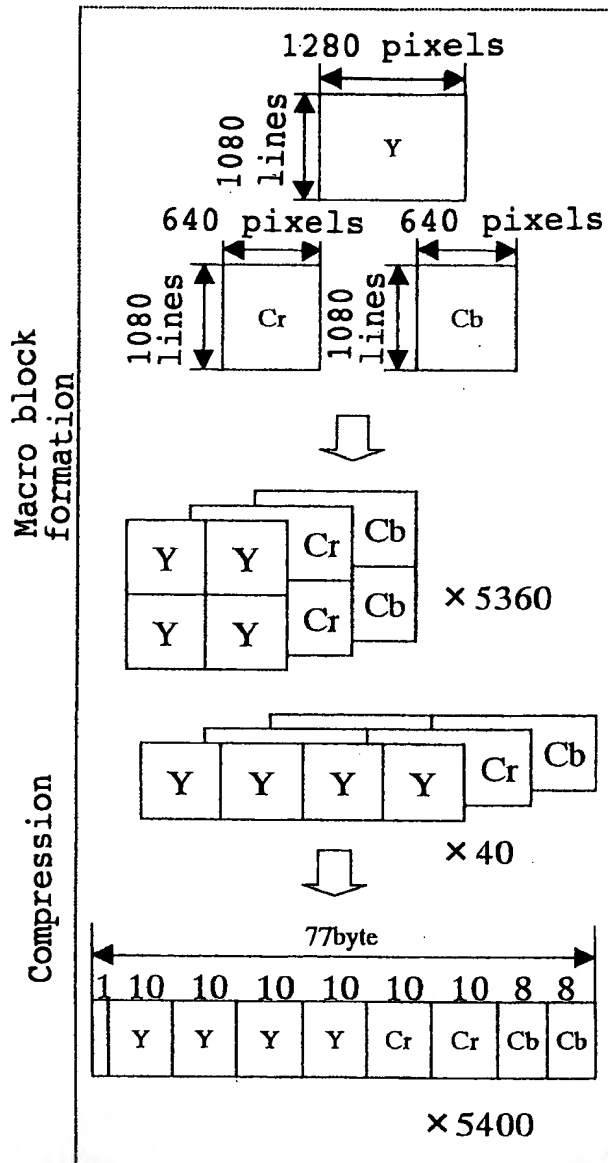 1280 pixels
1080 lines
Y
640 pixels
640 pixels
1080 lines
Cr
1080 lines
Cb
Macro block formation
Y Y Cr Cb
Y Y Cr Cb
× 5360
Y Y Y Y Cr Cb
× 40
Compression
77byte
1 10 10 10 10 10 10 8 8
Y Y Y Y Cr Cr Cb Cb
×5400